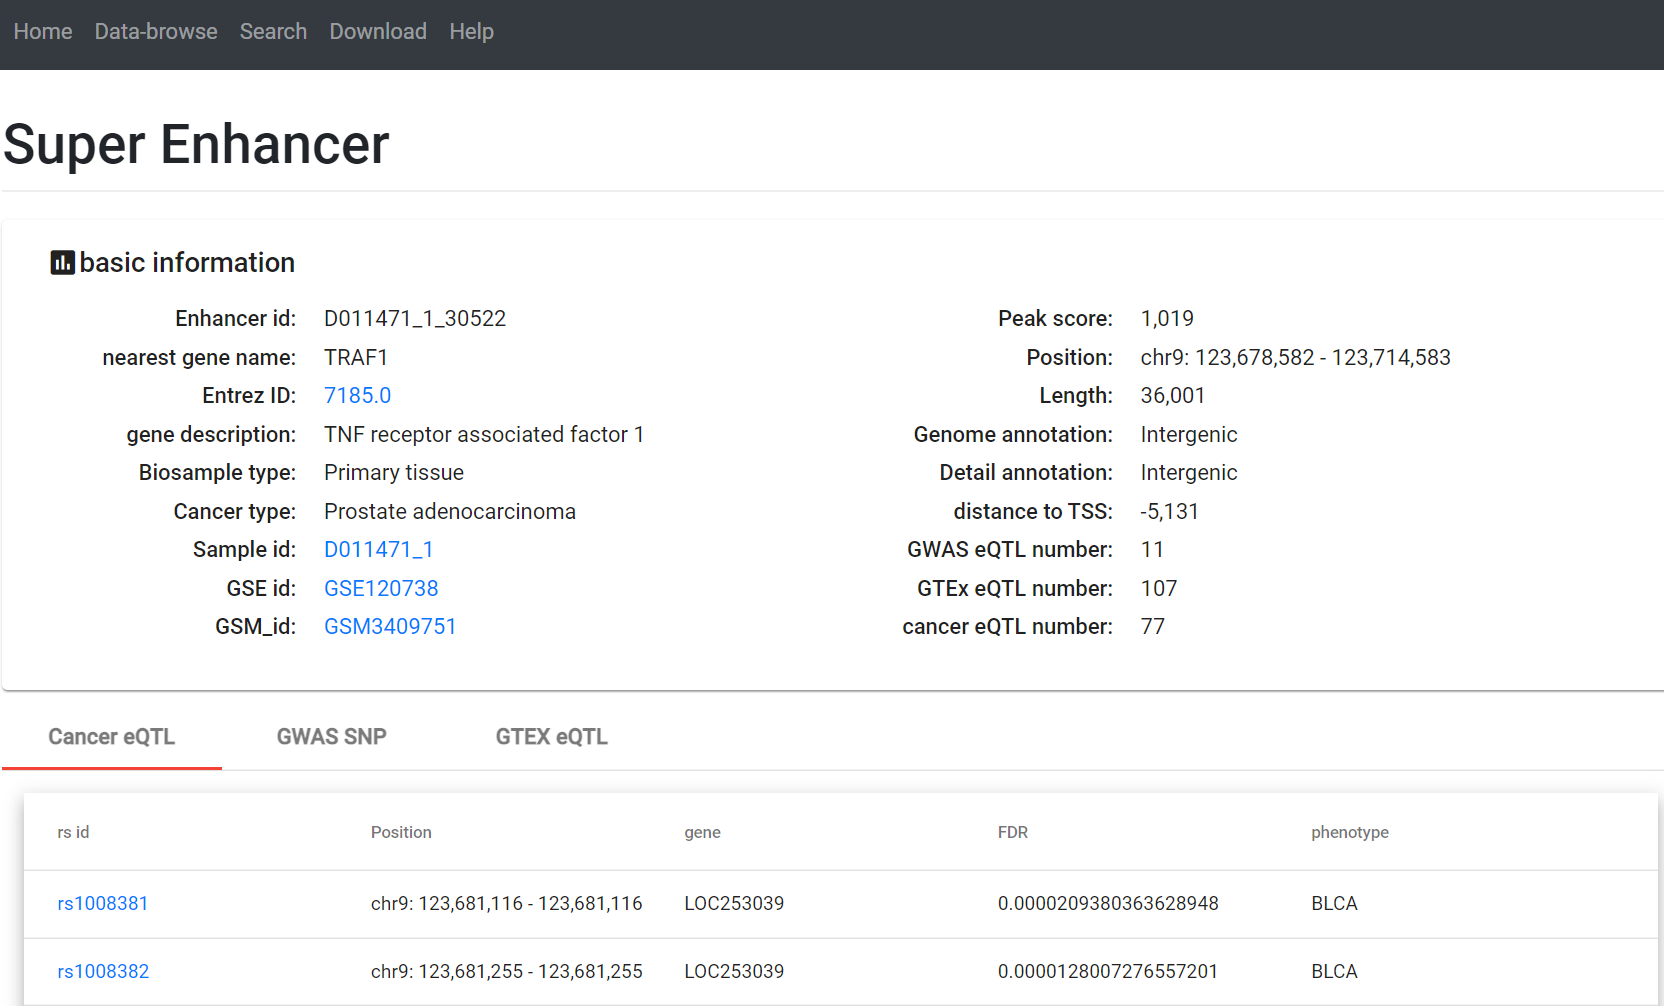 Home Data-browse Search Download Help
Super Enhancer
basic information
Enhancer id: D011471_1_30522
nearest gene name: TRAF1
Entrez ID: 7185.0
gene description: TNF receptor associated factor 1
Biosample type: Primary tissue
Cancer type: Prostate adenocarcinoma
Sample id: D011471_1
GSE id: GSE120738
GSM_id: GSM3409751
Peak score: 1,019
Position: chr9: 123,678,582 - 123,714,583
Length: 36,001
Genome annotation: Intergenic
Detail annotation: Intergenic
distance to TSS: -5,131
GWAS eQTL number: 11
GTEx eQTL number: 107
cancer eQTL number: 77
Cancer eQTL GWAS SNP GTEX eQTL
rs id Position gene FDR phenotype
rs1008381 chr9: 123,681,116 - 123,681,116 LOC253039 0.0000209380363628948 BLCA
rs1008382 chr9: 123,681,255 - 123,681,255 LOC253039 0.0000128007276557201 BLCA